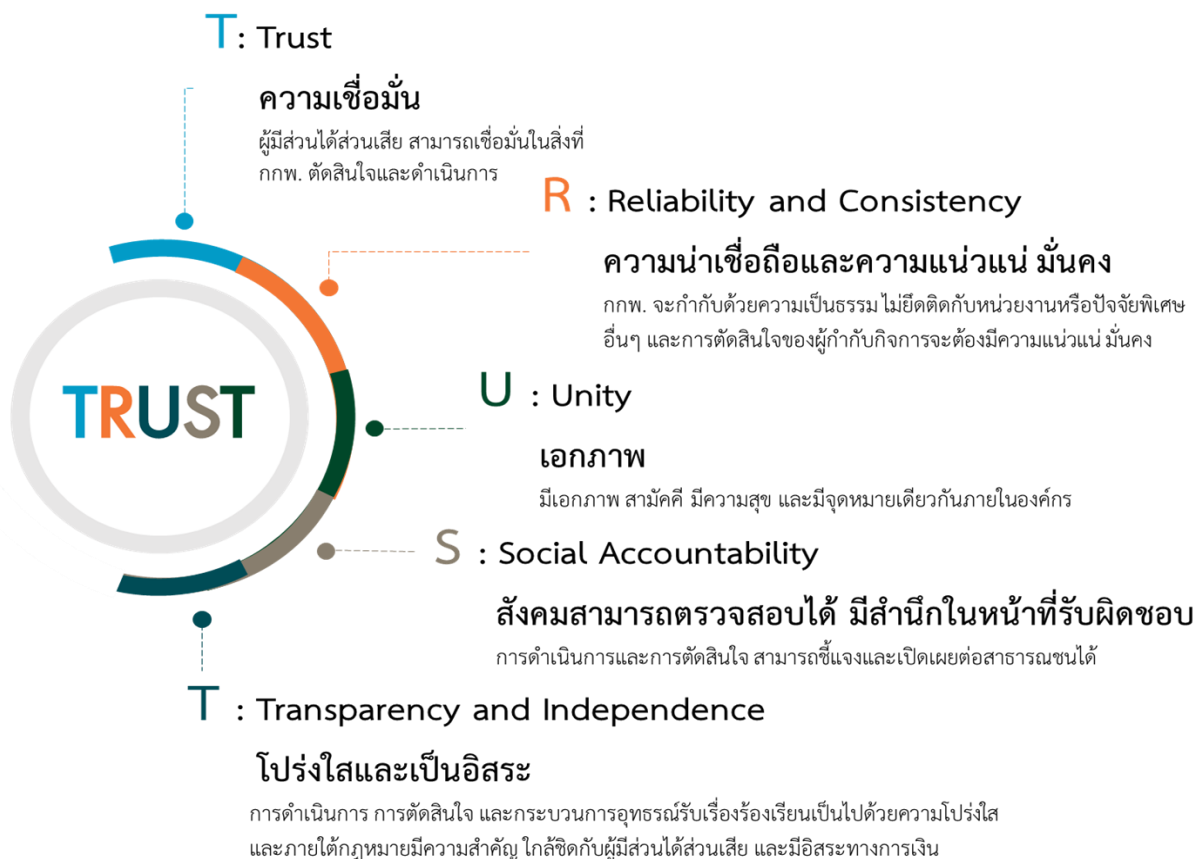 T: Trust
ความเชื่อมั่น
ผู้มีส่วนได้ส่วนเสีย สามารถเชื่อมั่นในสิ่งที่
กกพ. ตัดสินใจและดำเนินการ
R : Reliability and Consistency
ความน่าเชื่อถือและความแน่วแน่ มั่นคง
กกพ. จะกำกับด้วยความเป็นธรรม ไม่ยึดติดกับหน่วยงานหรือปัจจัยพิเศษ
อื่นๆ และการตัดสินใจของผู้กำกับกิจการจะต้องมีความแน่วแน่ มั่นคง
TRUST
U : Unity
เอกภาพ
มีเอกภาพ สามัคคี มีความสุข และมีจุดหมายเดียวกันภายในองค์กร
S : Social Accountability
สังคมสามารถตรวจสอบได้ มีสำนึกในหน้าที่รับผิดชอบ
การดำเนินการและการตัดสินใจ สามารถชี้แจงและเปิดเผยต่อสาธารณชนได้
T : Transparency and Independence
โปร่งใสและเป็นอิสระ
การดำเนินการ การตัดสินใจ และกระบวนการอุทธรณ์รับเรื่องร้องเรียนเป็นไปด้วยความโปร่งใส
และภายใต้กฎหมายมีความสำคัญ ใกล้ชิดกับผู้มีส่วนได้ส่วนเสีย และมีอิสระทางการเงิน